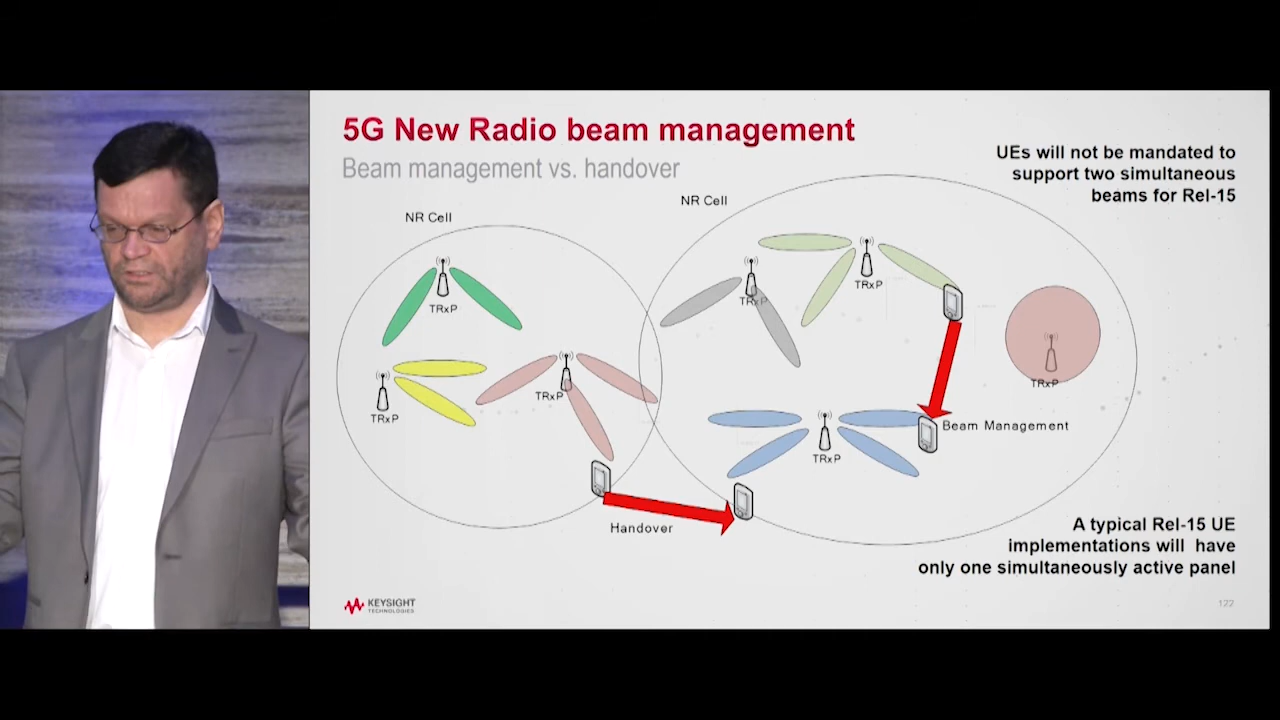 5G New Radio beam management
Beam management vs. handover
UEs will not be mandated to
support two simultaneous
beams for Rel-15
NR Cell
NR Cell
TRxP
TRxP
TRxP
TRxP
TRxP
TRxP
TRxP
Beam Management
Handover
A typical Rel-15 UE
implementations will have
only one simultaneously active panel
KEYSIGHT
TECHNOLOGIES
122